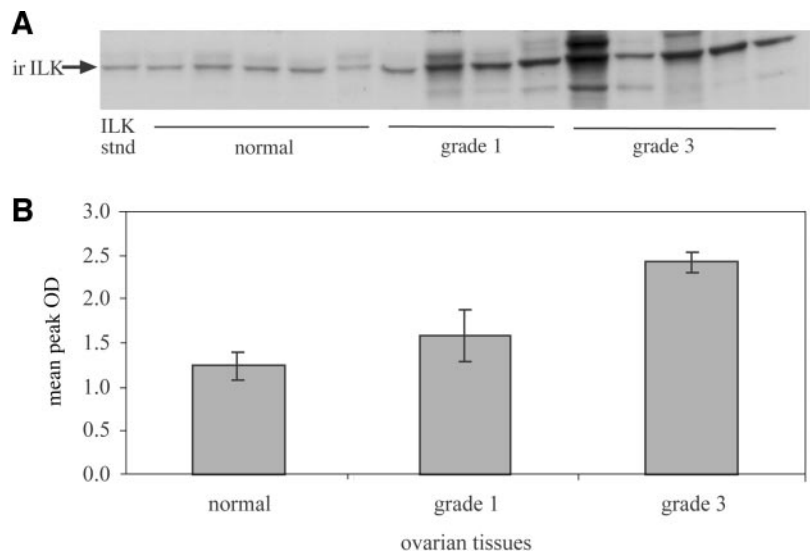 A
ir ILK
ILK
stnd normal grade 1 grade 3
B
3.0
2.5
2.0
1.5
1.0
0.5
0.0
mean peak OD
normal grade 1 grade 3
ovarian tissues